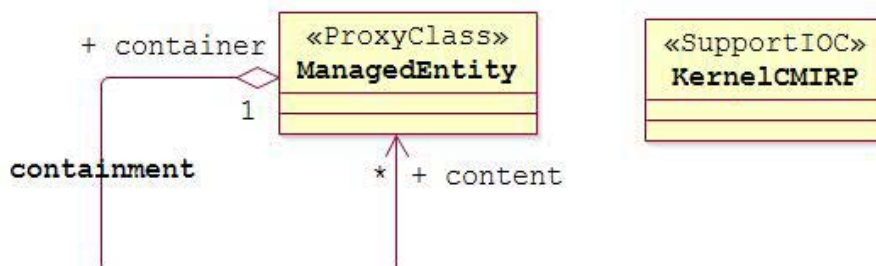 + container
«ProxyClass»
ManagedEntity
1
«SupportIOC»
KernelCMIRP
containment
* + content